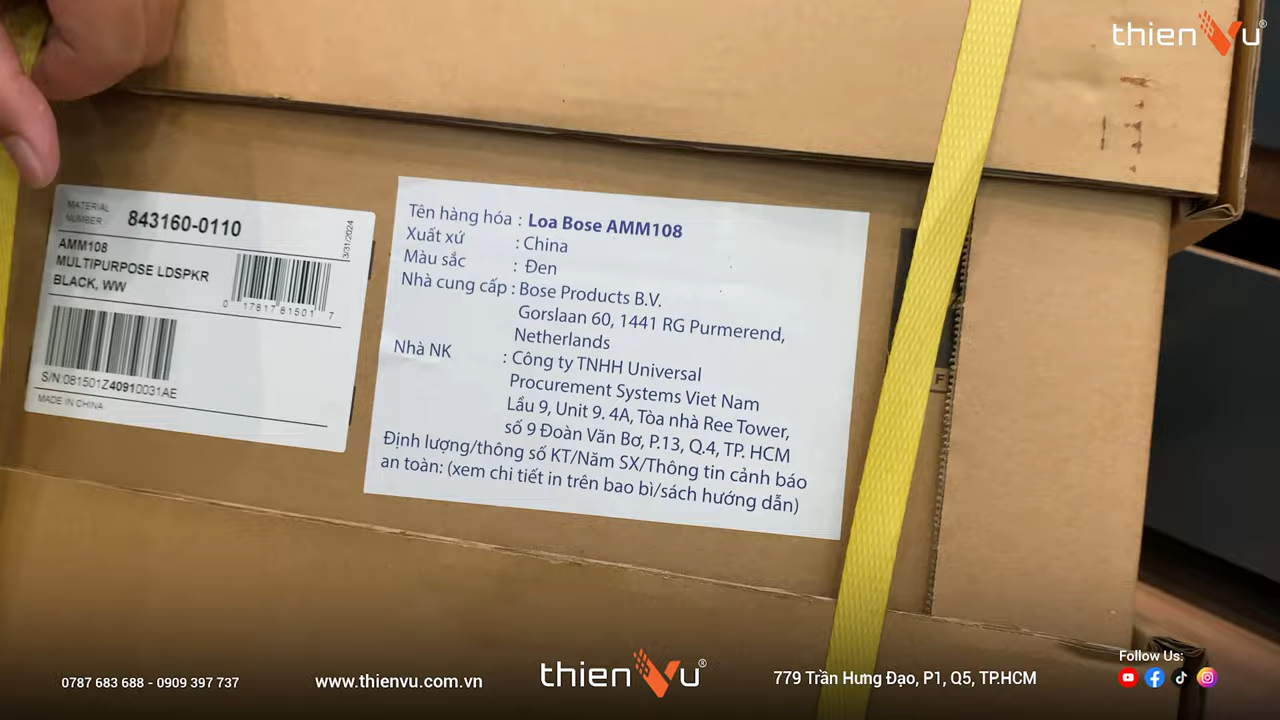 thienVu®
MATERIAL
NUMBER 843160-0110
3/31/2024
AMM108
MULTIPURPOSE LDSPKR
BLACK, WW
0 17817 81501 7
S/N:081501Z40910031AE
MADE IN CHINA
Tên hàng hóa : Loa Bose AMM108
Xuất xứ : China
Màu sắc : Đen
Nhà cung cấp : Bose Products B.V.
Gorslaan 60, 1441 RG Purmerend,
Netherlands
Nhà NK : Công ty TNHH Universal
Procurement Systems Viet Nam
Lầu 9, Unit 9. 4A, Tòa nhà Ree Tower,
số 9 Đoàn Văn Bơ, P.13, Q.4, TP. HCM
Định lượng/thông số KT/Năm SX/Thông tin cảnh báo
an toàn: (xem chi tiết in trên bao bì/sách hướng dẫn)
F
0787 683 688 - 0909 397 737
www.thienvu.com.vn
thienVu®
779 Trần Hưng Đạo, P1, Q5, TP.HCM
Follow Us: